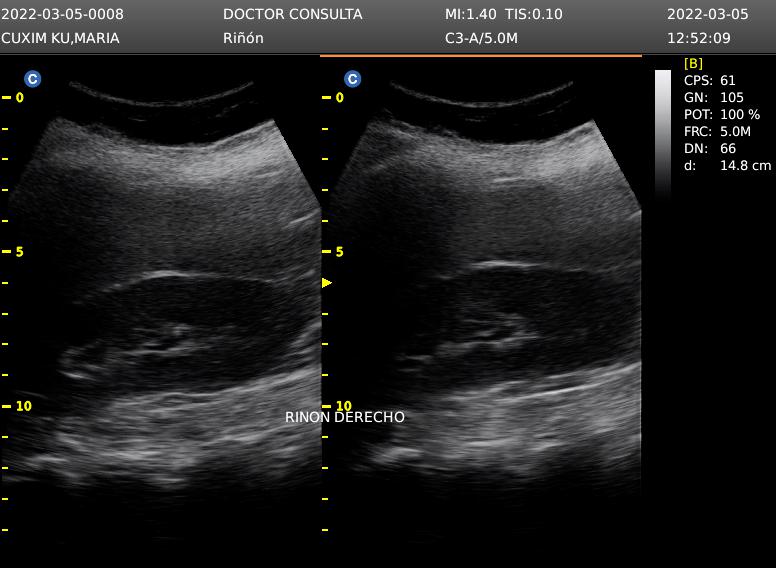 2022-03-05-0008 DOCTOR CONSULTA MI:1.40 TIS:0.10 2022-03-05
CUXIM KU,MARIA Riñón C3-A/5.0M 12:52:09
[B]
CPS: 61
GN: 105
POT: 100 %
FRC: 5.0M
DN: 66
d: 14.8 cm
C C
0 0
5 5
10 10
RINON DERECHO